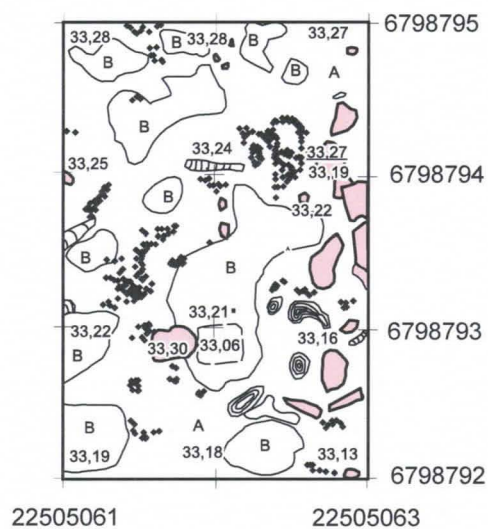 6798795
33,28 B 33,28 B 33,27
B B A
B
33,24 33,27
33,25 33,19 6798794
B 33,22
B B
33,21
33,22 6798793
B 33,30 33,06 33,16
B A B
33,19 33,18 33,13
6798792
22505061 22505063